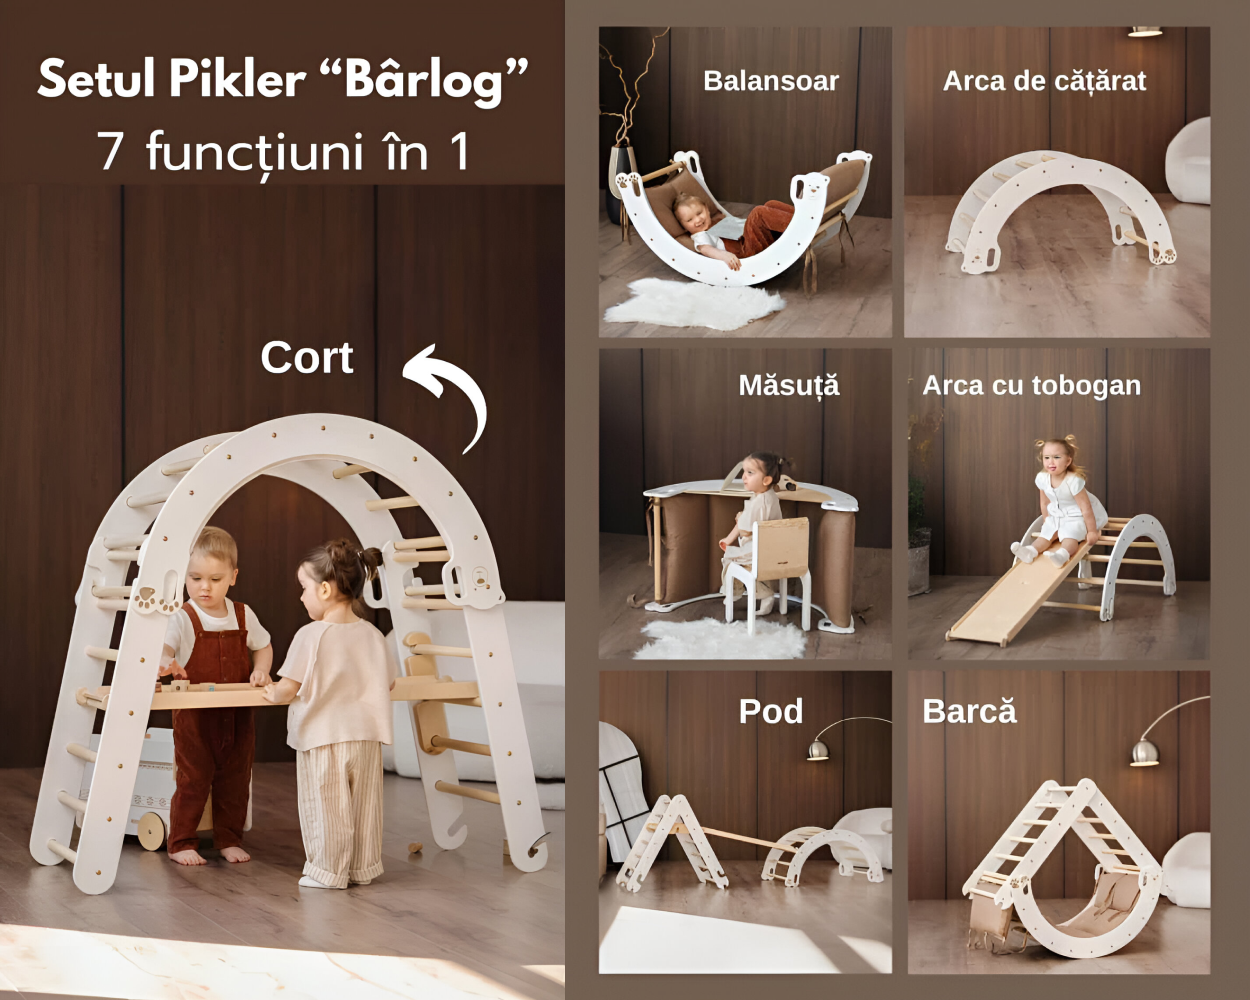 Setul Pikler “Bârlog”
7 funcțiuni în 1
Cort
Balansoar
Arca de cățărat
Măsuță
Arca cu tobogan
Pod
Barcă